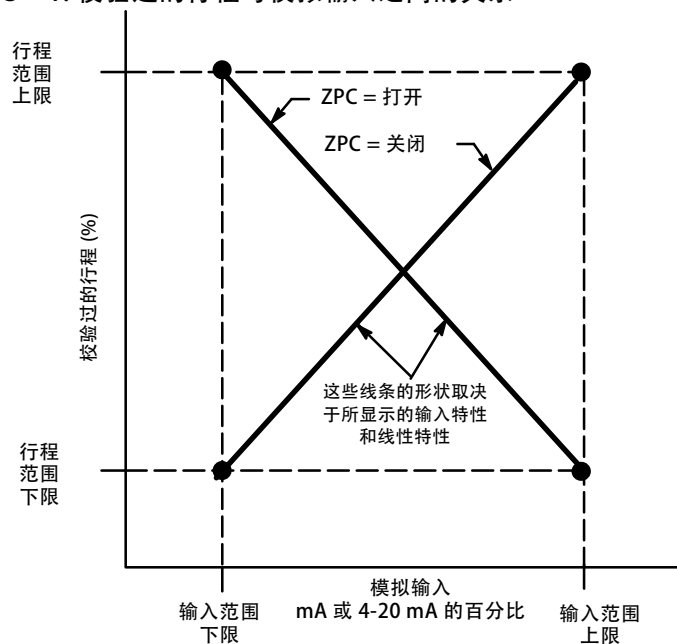 行程
范围
上限
ZPC = 打开
ZPC = 关闭
校验过的行程 (%)
这些线条的形状取决
于所显示的输入特性
和线性特性
行程
范围
下限
输入范围
下限
模拟输入
mA 或 4-20 mA 的百分比
输入范围
上限